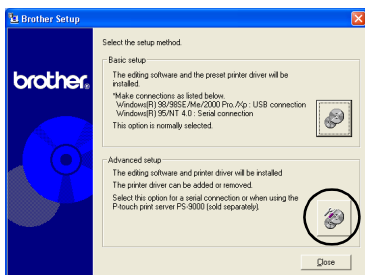 Brother Setup
Select the setup method.
brother®
Basic setup
The editing software and the preset printer driver will be
installed.
*Make connections as listed below.
Windows(R) 98/98SE/Me/2000 Pro./Xp : USB connection
Windows(R) 95/NT 4.0 : Serial connection
This option is normally selected.
Advanced setup
The editing software and printer driver will be installed
The printer driver can be added or removed.
Select this option for a serial connection or when using the
P-touch print server PS-9000 (sold separately).
Close